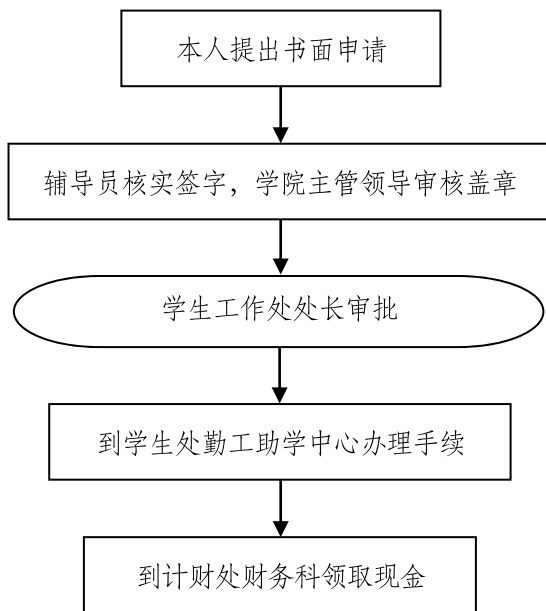 本人提出书面申请
辅导员核实签字，学院主管领导审核盖章
学生工作处处长审批
到学生处勤工助学中心办理手续
到计财处财务科领取现金